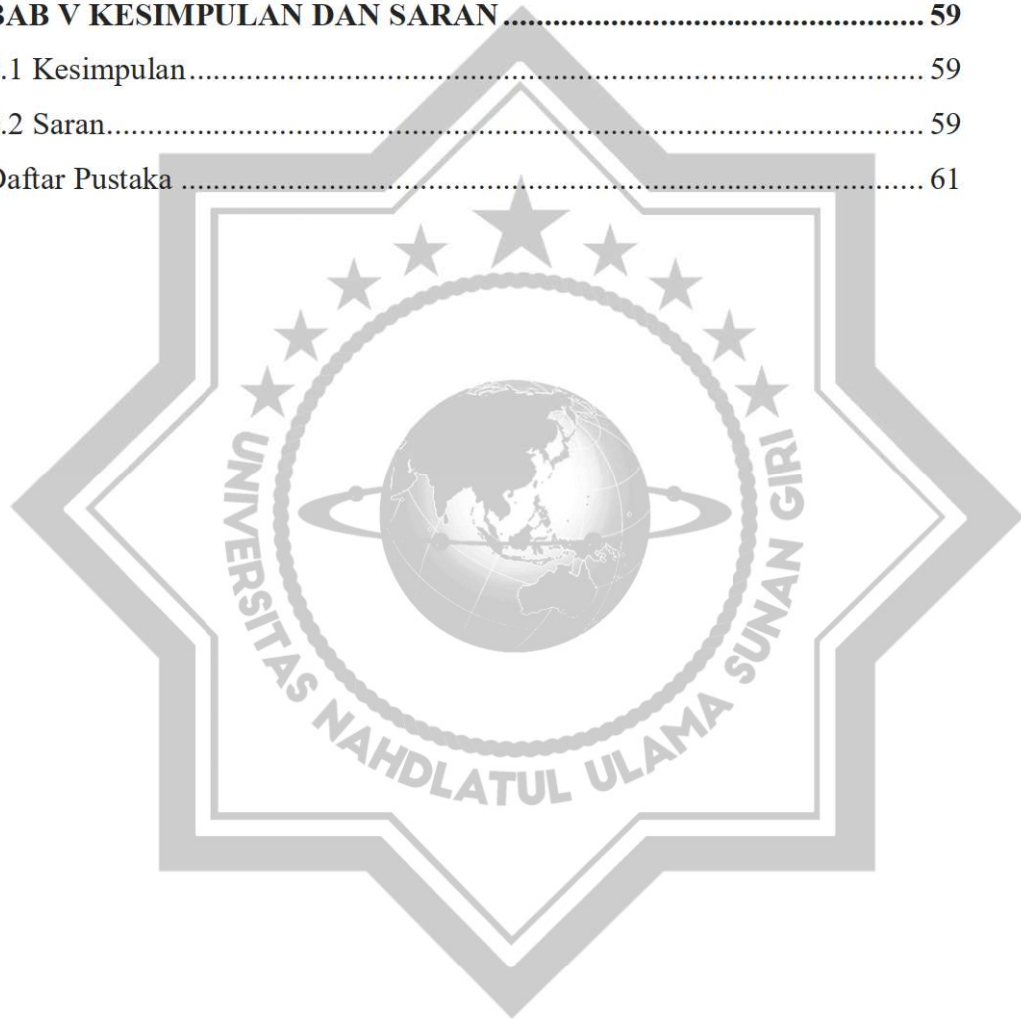 BAB V KESIMPULAN DAN SARAN ........................................................ 59
.1 Kesimpulan .......................................................................................... 59
.2 Saran .................................................................................................... 59
Daftar Pustaka ........................................................................................... 61
UNIVERSITAS NAHDLATUL ULAMA SUNAN GIRI